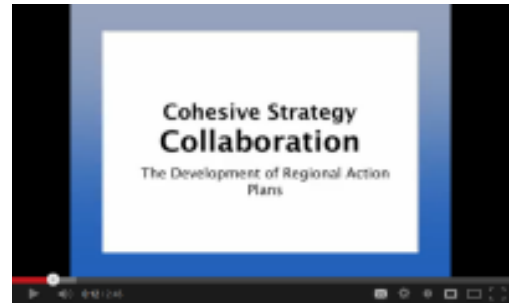 Cohesive Strategy
Collaboration
The Development of Regional Action
Plans